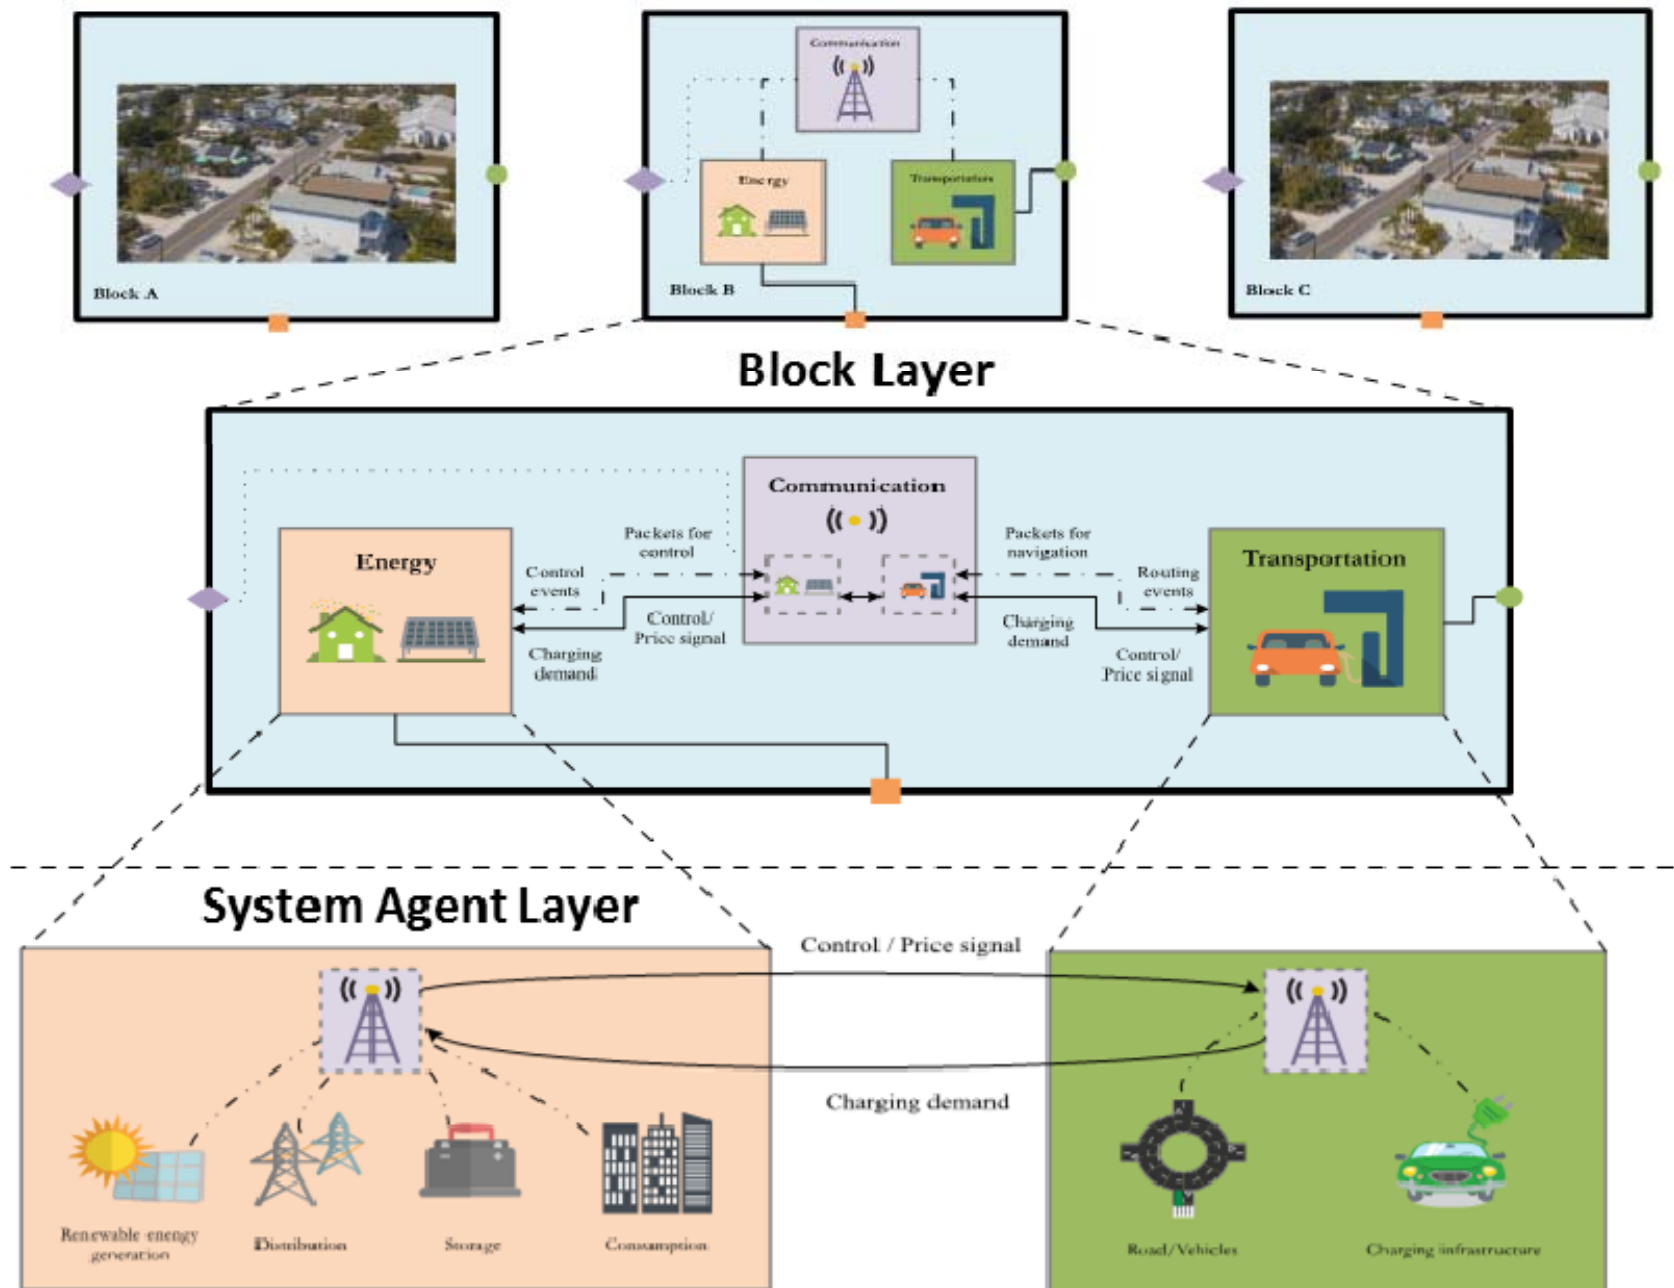 Communication
Energy
Transportation
Block A
Block B
Block C
Block Layer
Communication
Energy
Transportation
Packets for
control
Control
events
Control/
Price signal
Charging
demand
Packets for
navigation
Routing
events
Charging
demand
Control/
Price signal
System Agent Layer
Control / Price signal
Charging demand
Renewable energy
generation
Distribution
Storage
Consumption
Road/Vehicles
Charging infrastructure